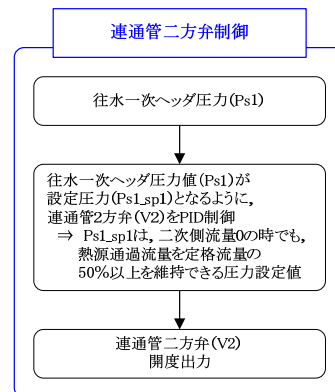 連通管二方弁制御
往水一次ヘッダ圧力(Ps1)
往水一次ヘッダ圧力値(Ps1)が
設定圧力(Ps1_sp1)となるように,
連通管2方弁(V2)をPID制御
⇒ Ps1_sp1は, 二次側流量0の時でも,
熱源通過流量を定格流量の
50%以上を維持できる圧力設定値
連通管二方弁(V2)
開度出力